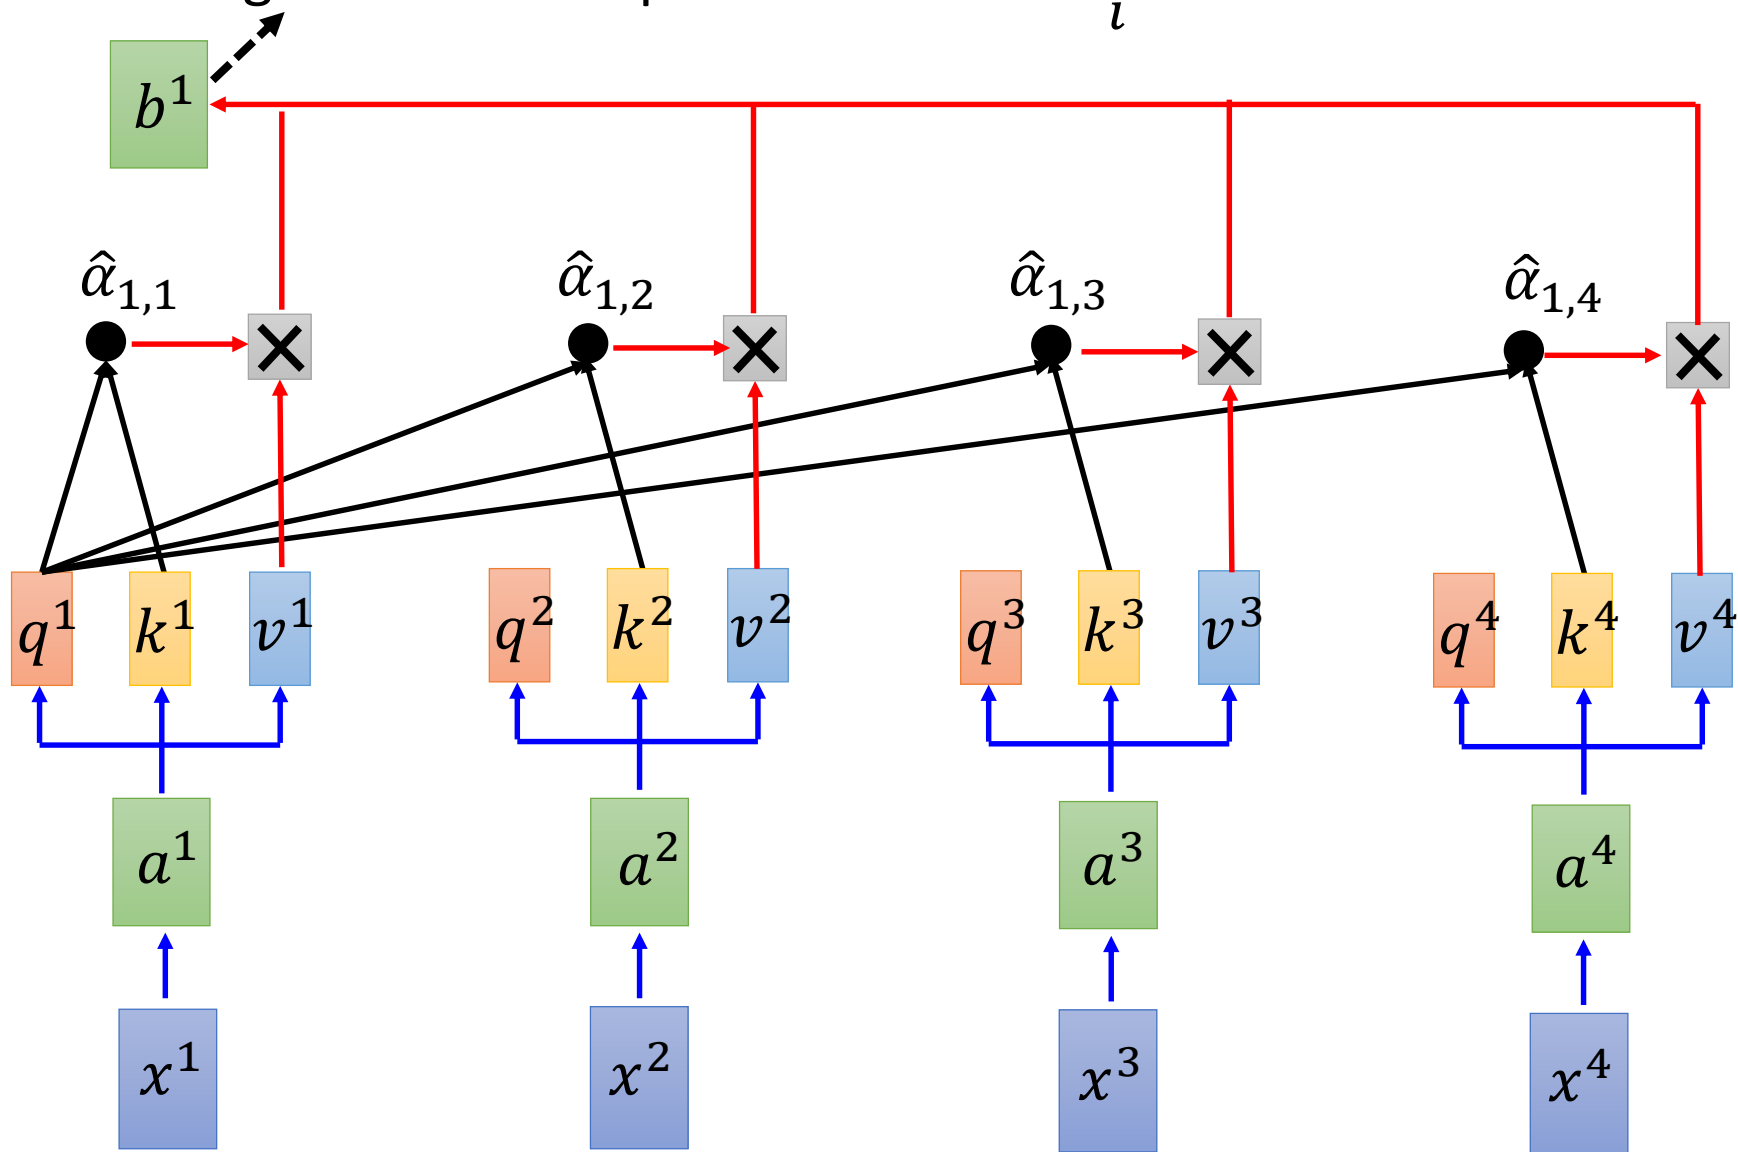 i
b¹
α̂₁,₁ α̂₁,₂ α̂₁,₃ α̂₁,₄
q¹ k¹ v¹ q² k² v² q³ k³ v³ q⁴ k⁴ v⁴
a¹ a² a³ a⁴
x¹ x² x³ x⁴